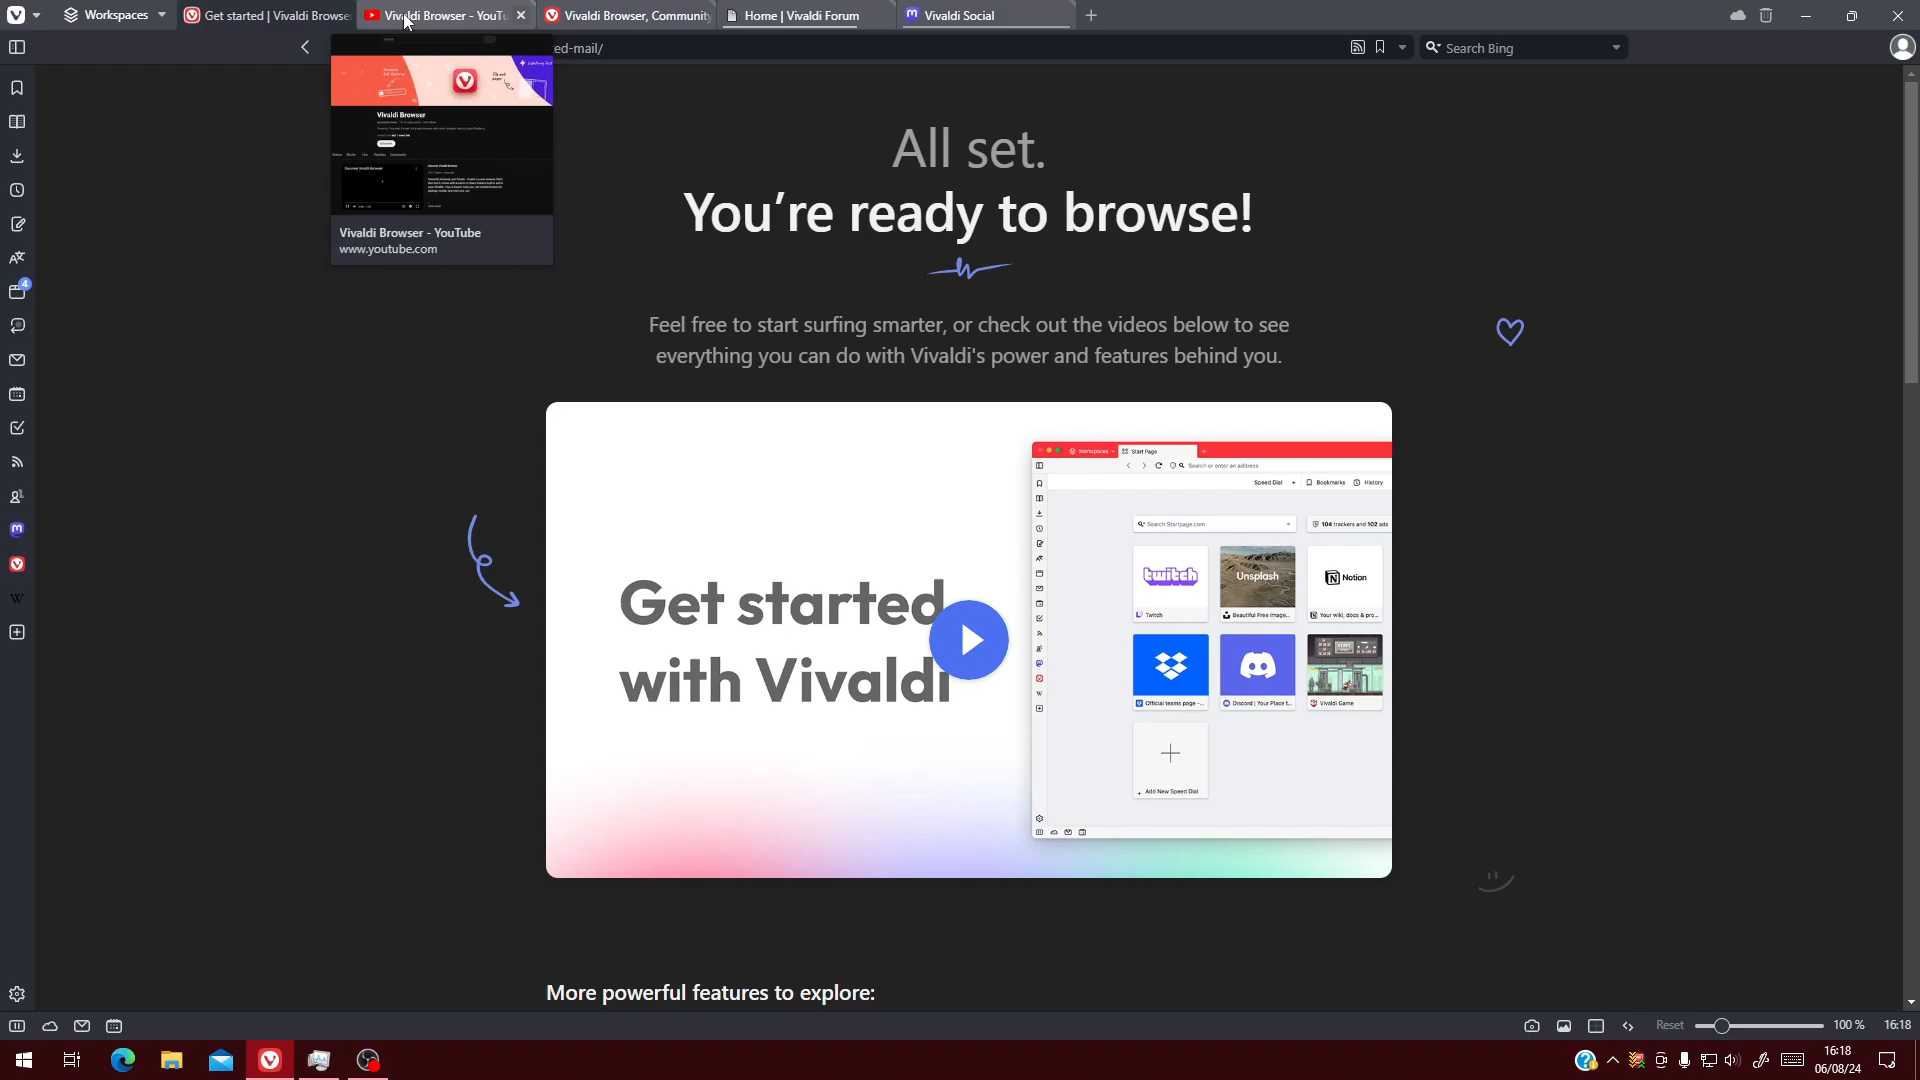 Workspaces
Get started | Vivaldi Browse
Vivaldi Browser - YouTu
Vivaldi Browser, Community
Home | Vivaldi Forum
Vivaldi Social
ed-mail/
Search Bing
Vivaldi Browser
Vivaldi Browser - YouTube
www.youtube.com
4
All set.
You're ready to browse!
Feel free to start surfing smarter, or check out the videos below to see
everything you can do with Vivaldi's power and features behind you.
Get started
with Vivaldi
Workspaces
Start Page
Search or enter an address
Speed Dial
Bookmarks
History
Search Startpage.com
104 trackers and 102 ads
twitch
Unsplash
Notion
Twitch
Beautiful Free Image...
Your wiki, docs & pro...
Official teams page -...
Discord | Your Place t...
Vivaldi Game
Add New Speed Dial
More powerful features to explore:
Reset
100 %
16:18
16:18
06/08/24